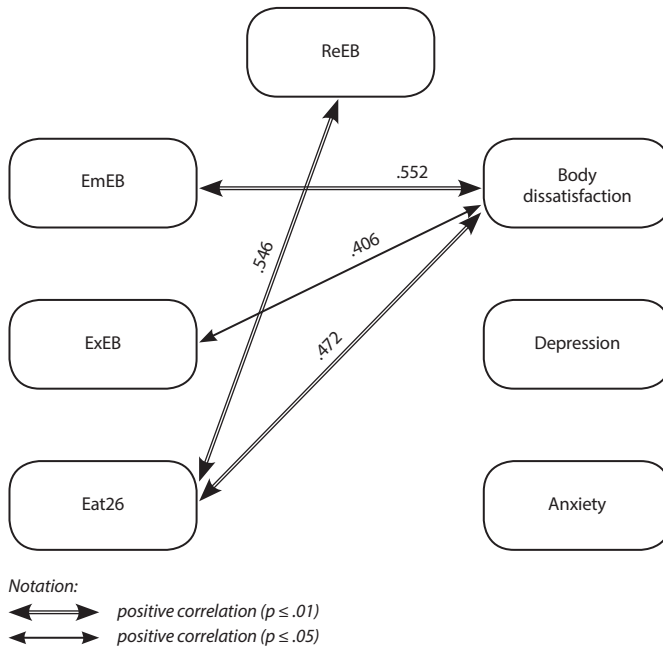 ReEB
EmEB
.552
Body
dissatisfaction
.546
.406
ExEB
.472
Depression
Eat26
Anxiety
Notation:
positive correlation (p ≤ .01)
positive correlation (p ≤ .05)